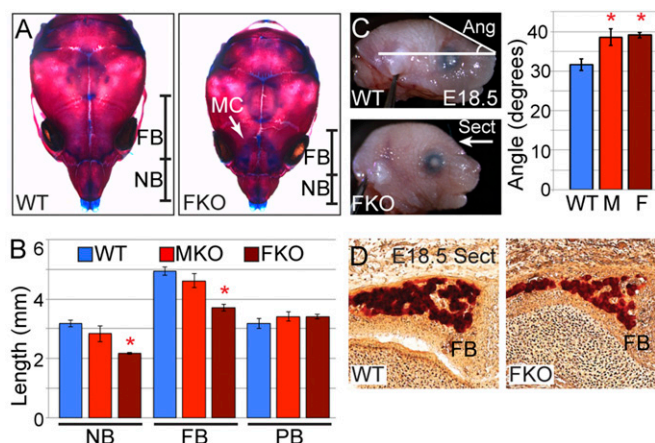 A
MC
FB
NB
WT
FB
NB
FKO
C
Ang
WT E18.5
Sect
FKO
Angle (degrees)
40
30
20
10
0
* *
WT M F
B
WT MKO FKO
Length (mm)
6
4
2
0
* *
NB FB PB
D E18.5 Sect
FB
WT
FB
FKO